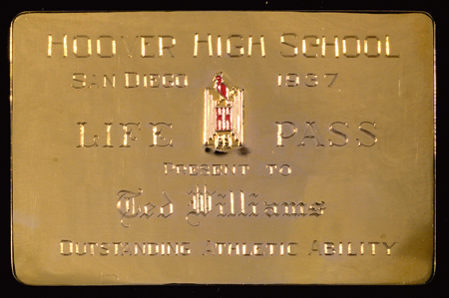 HOOVER HIGH SCHOOL
SAN DIEGO 1937
LIFE PASS
PRESENT TO
Ted Williams
OUTSTANDING ATHLETIC ABILITY